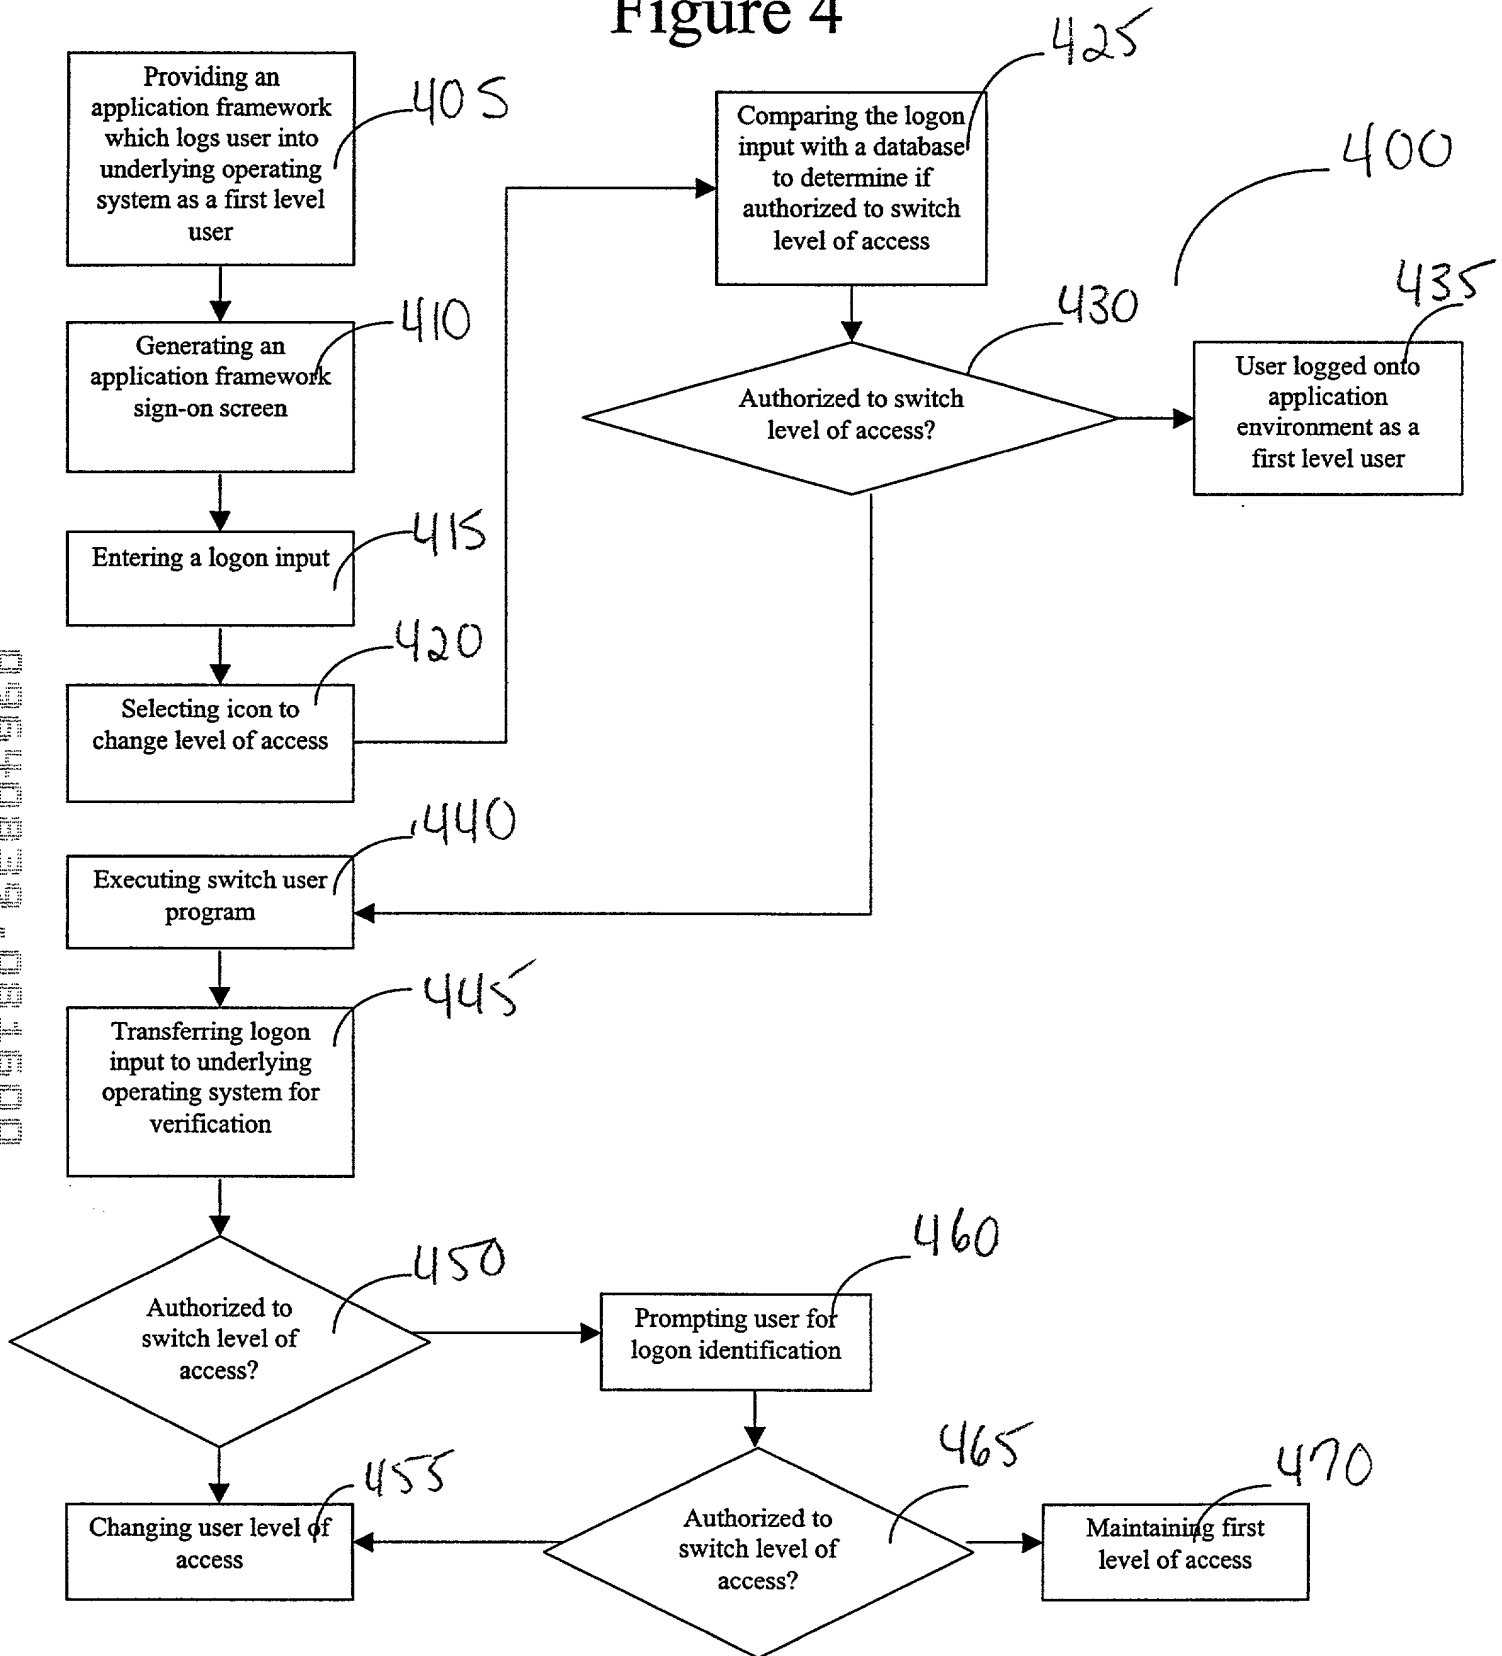 Figure 4
Providing an
application framework
which logs user into
underlying operating
system as a first level
user
405
Generating an
application framework
sign-on screen
410
Entering a logon input
415
Selecting icon to
change level of access
420
Comparing the logon
input with a database
to determine if
authorized to switch
level of access
425
400
Authorized to switch
level of access?
430
User logged onto
application
environment as a
first level user
435
Executing switch user
program
440
Transferring logon
input to underlying
operating system for
verification
445
Authorized to
switch level of
access?
450
Changing user level of
access
455
Prompting user for
logon identification
460
Authorized to
switch level of
access?
465
Maintaining first
level of access
470